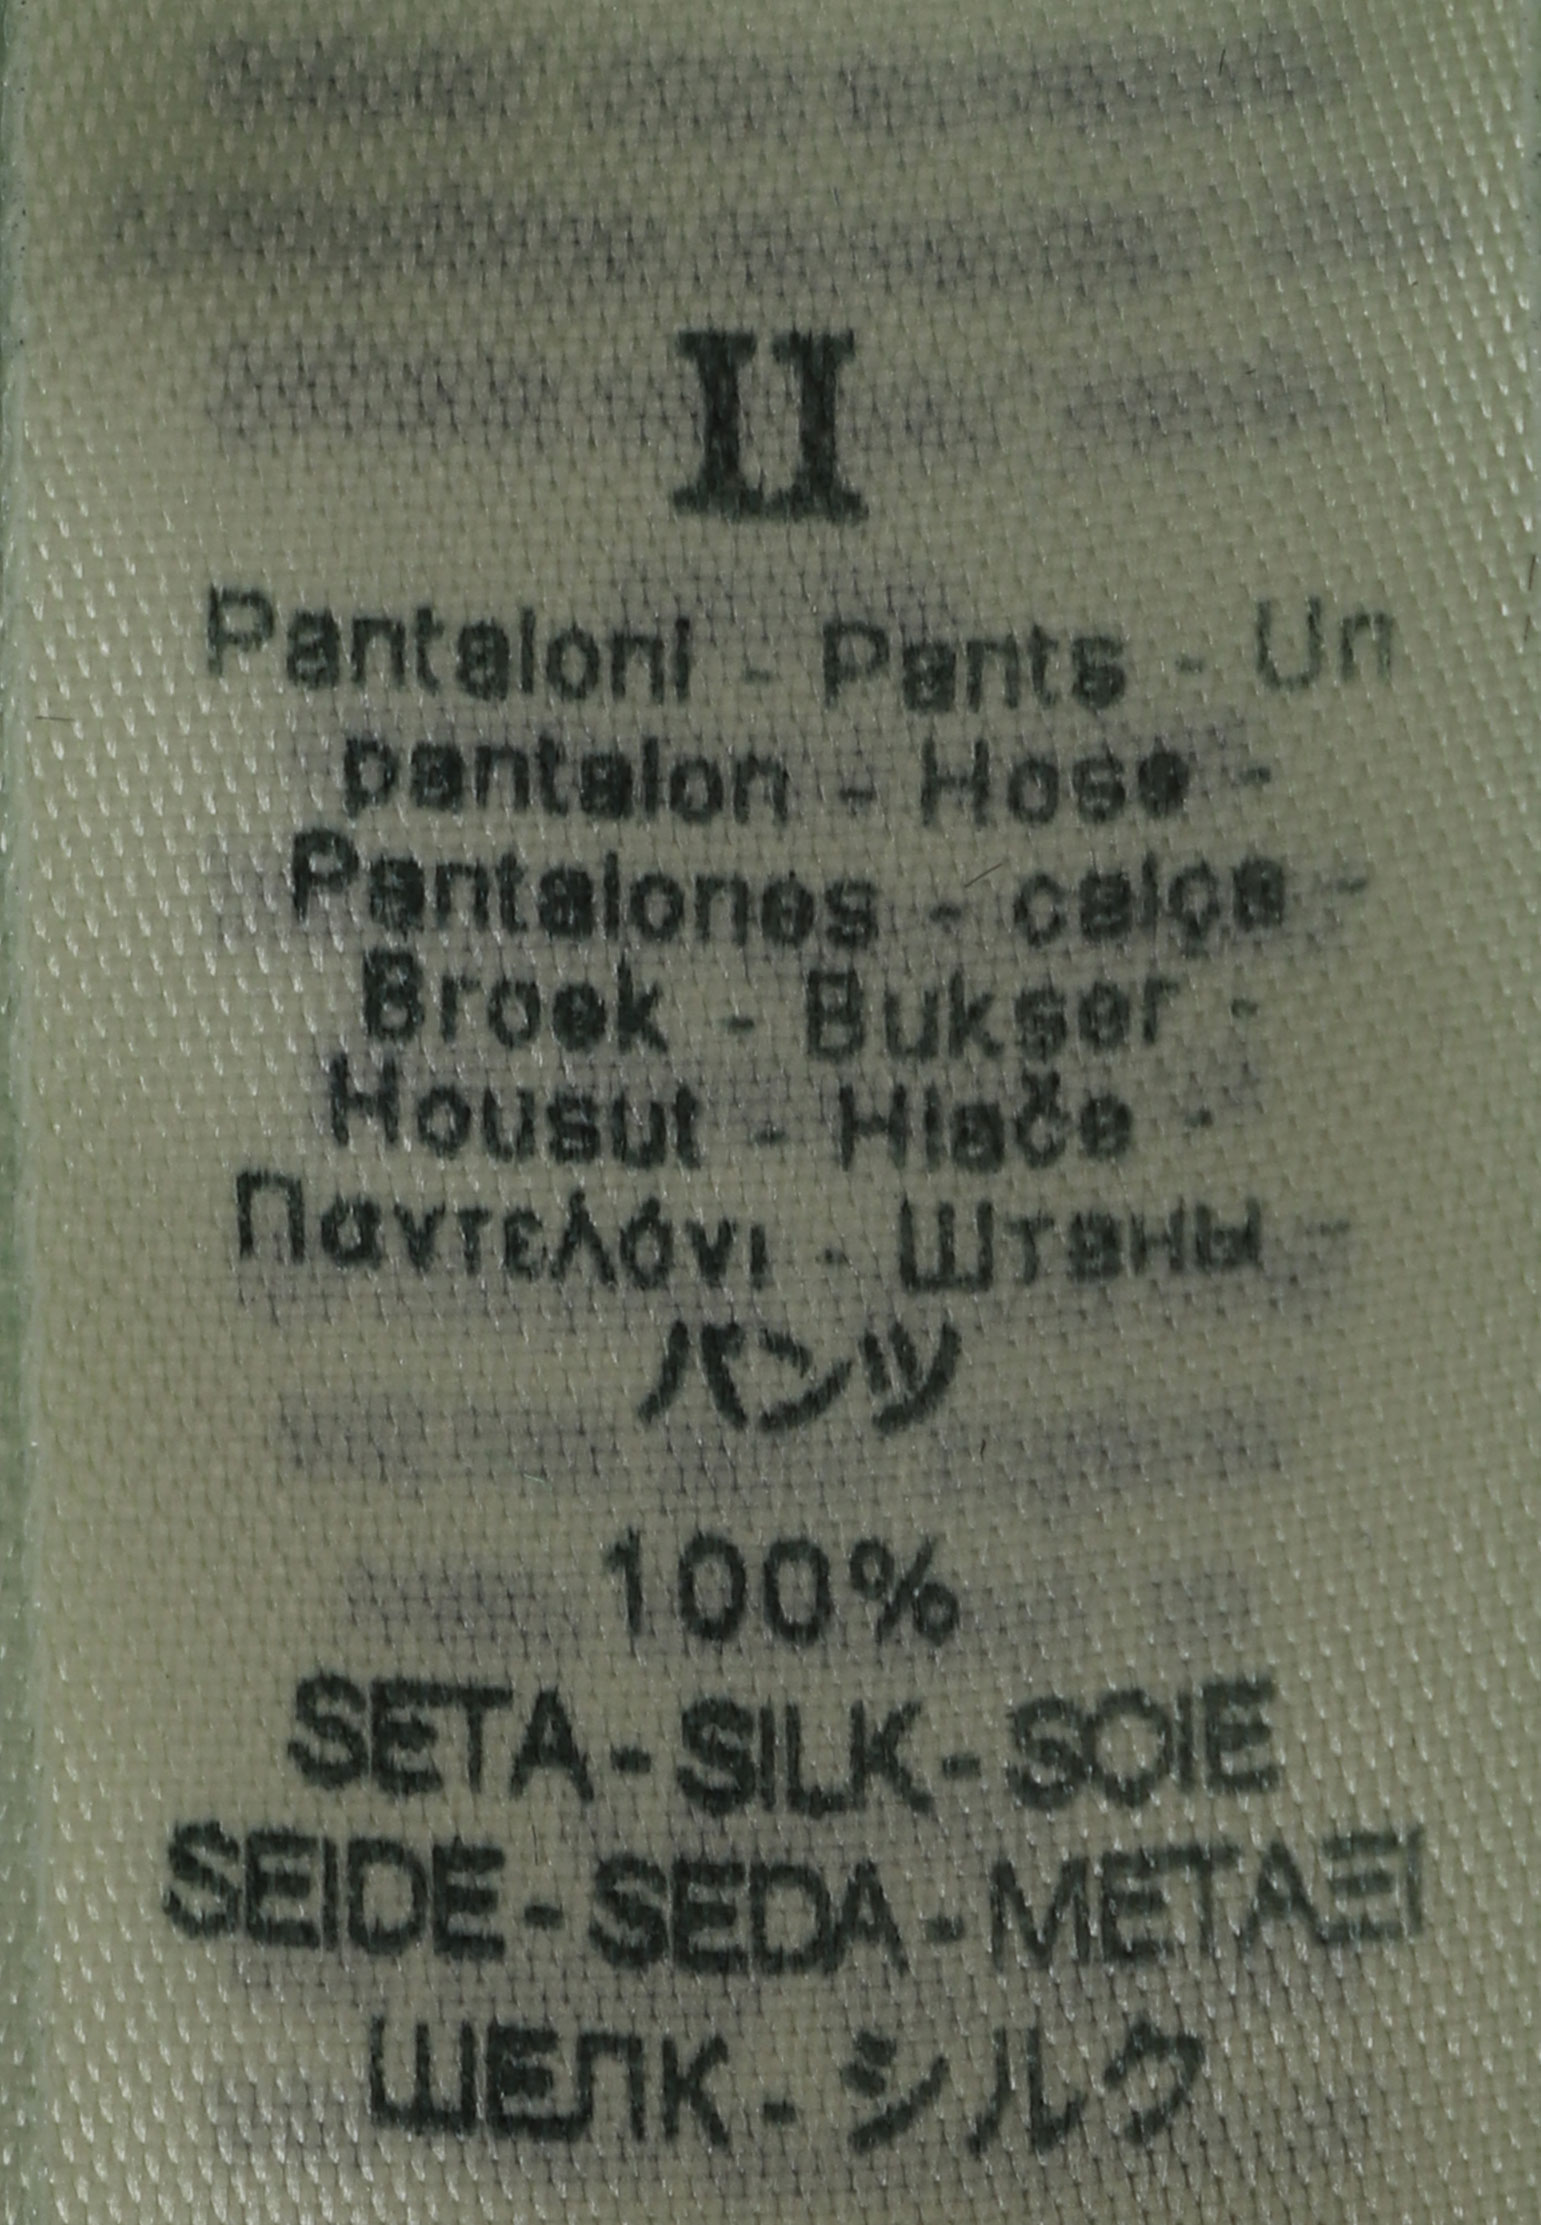 II
Pantaloni - Pants - Un
pantalon - Hose -
Pantalones - calça -
Broek - Bukser -
Housut - Hlače -
Παντελόνι - Штаны -
パンツ
100%
SETA-SILK-SOIE
SEIDE-SEDA-ΜΕΤΑΞΙ
ШЕЛК-シルク